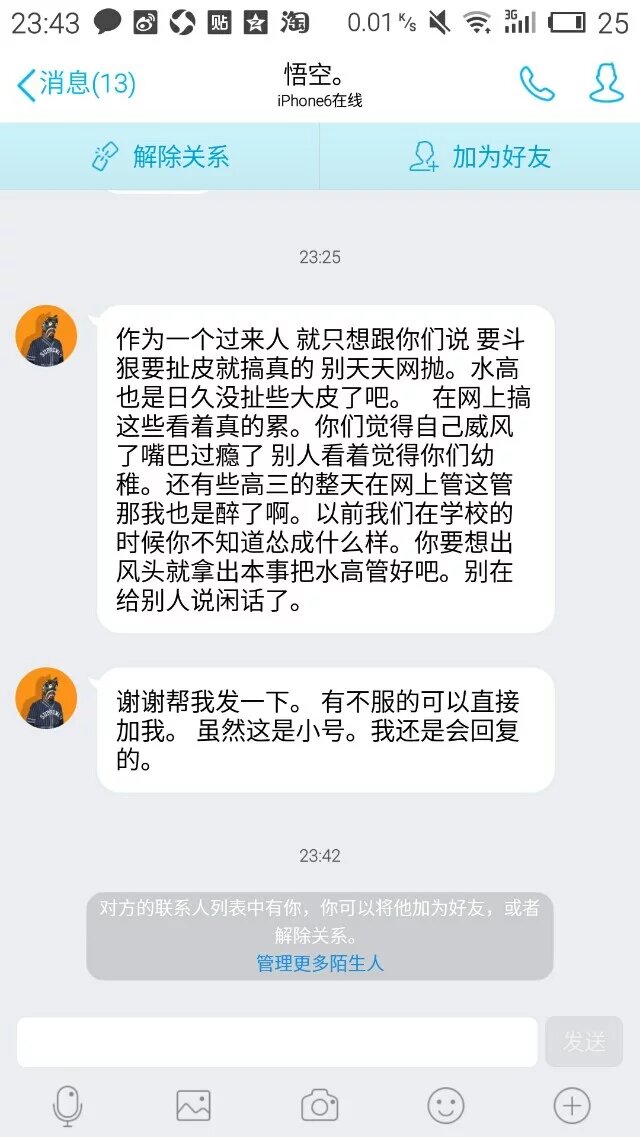 23:43 贴 淘 0.01 K/s 3G 25
消息(13)
悟空。
iPhone6在线
解除关系 加为好友
23:25
作为一个过来人 就只想跟你们说 要斗
狠要扯皮就搞真的 别天天网抛。水高
也是日久没扯些大皮了吧。 在网上搞
这些看着真的累。你们觉得自己威风
了嘴巴过瘾了 别人看着觉得你们幼
稚。还有些高三的整天在网上管这管
那我也是醉了啊。以前我们在学校的
时候你不知道怂成什么样。你要想出
风头就拿出本事把水高管好吧。别在
给别人说闲话了。
谢谢帮我发一下。 有不服的可以直接
加我。 虽然这是小号。我还是会回复
的。
23:42
对方的联系人列表中有你，你可以将他加为好友，或者
解除关系。
管理更多陌生人
发送